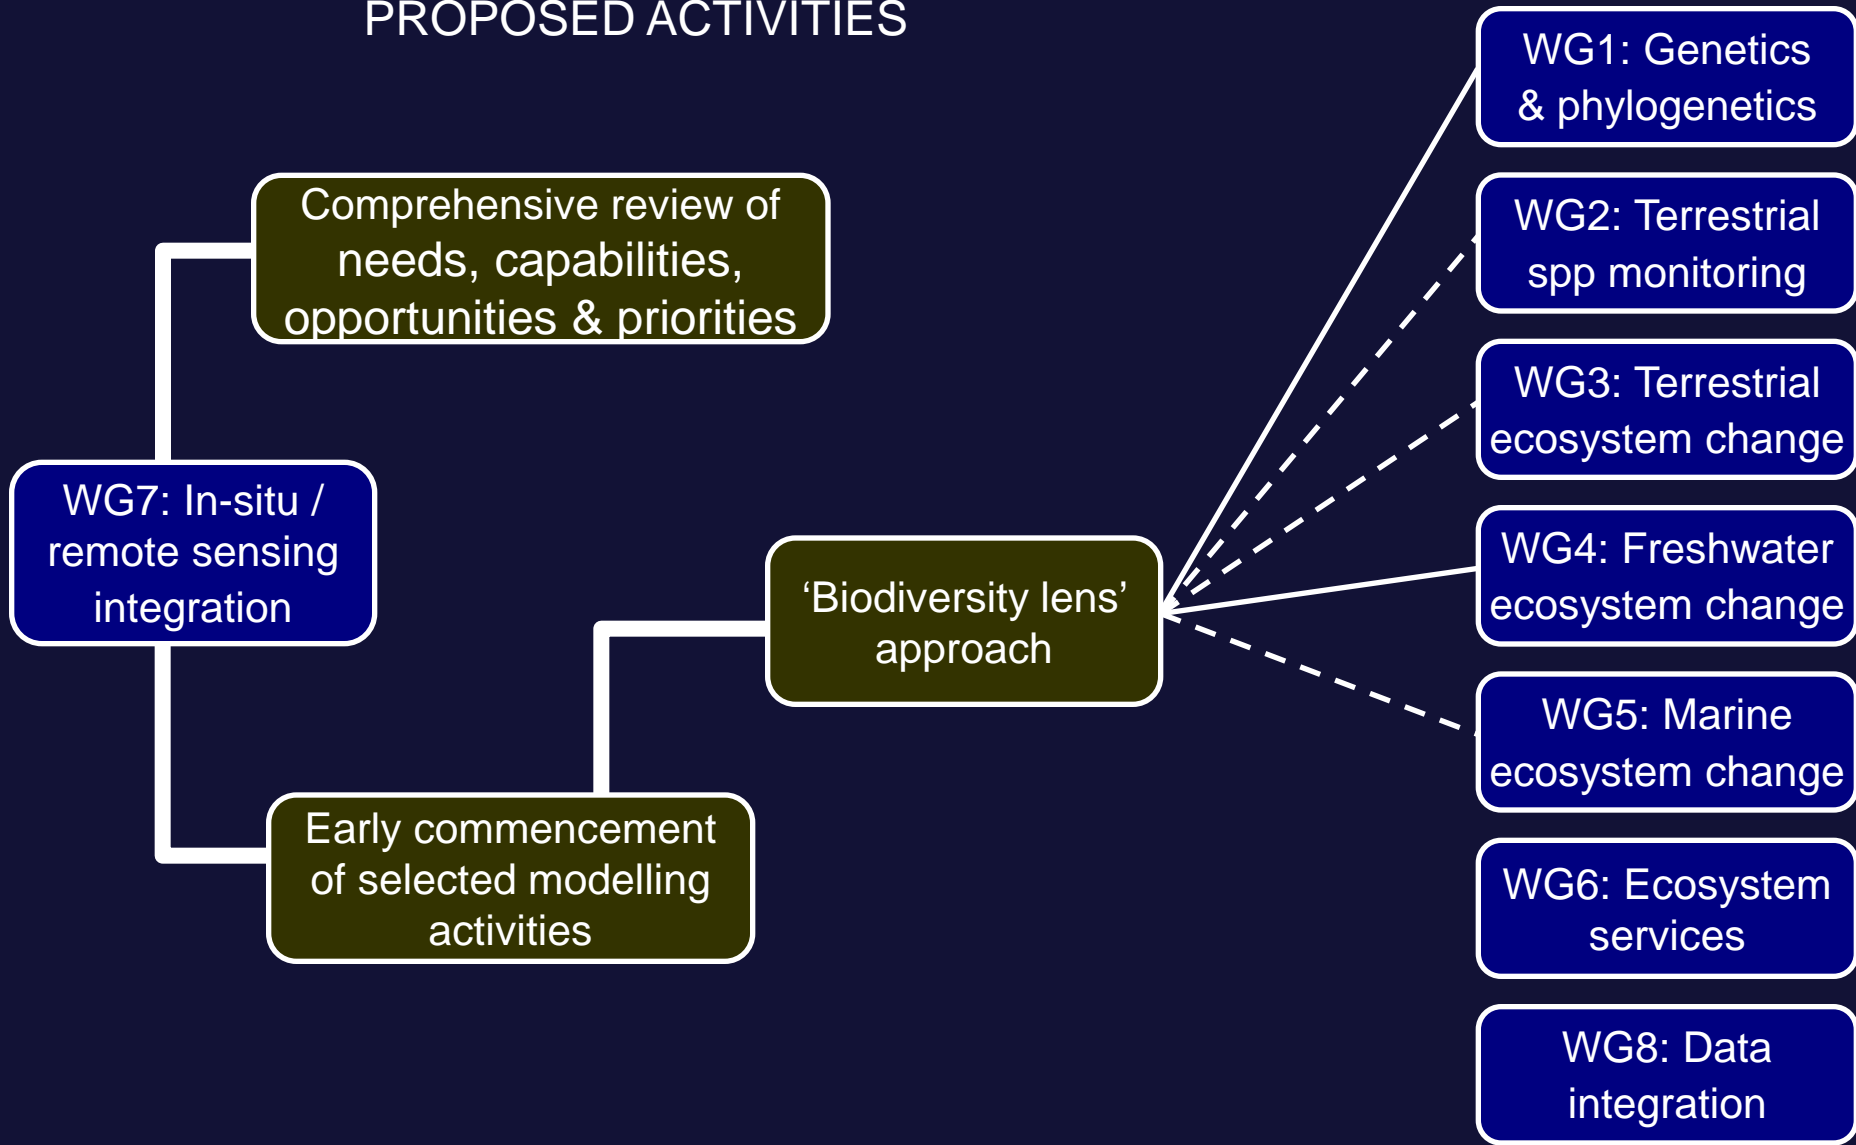 PROPOSED ACTIVITIES
Comprehensive review of
needs, capabilities,
opportunities & priorities
WG7: In-situ /
remote sensing
integration
Early commencement
of selected modelling
activities
‘Biodiversity lens’
approach
WG1: Genetics
& phylogenetics
WG2: Terrestrial
spp monitoring
WG3: Terrestrial
ecosystem change
WG4: Freshwater
ecosystem change
WG5: Marine
ecosystem change
WG6: Ecosystem
services
WG8: Data
integration